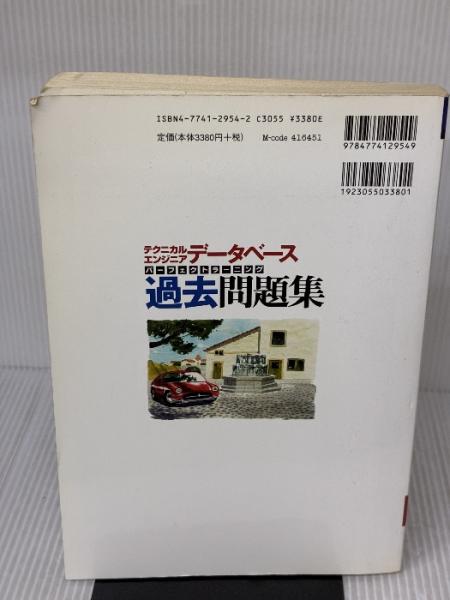 ISBN4-7741-2954-2 C3055 ¥3380E
定価(本体3380円+税) M-code 416451
9784774129549
1923055033801
テクニカル
エンジニア データベース
パーフェクトラーニング
過去問題集